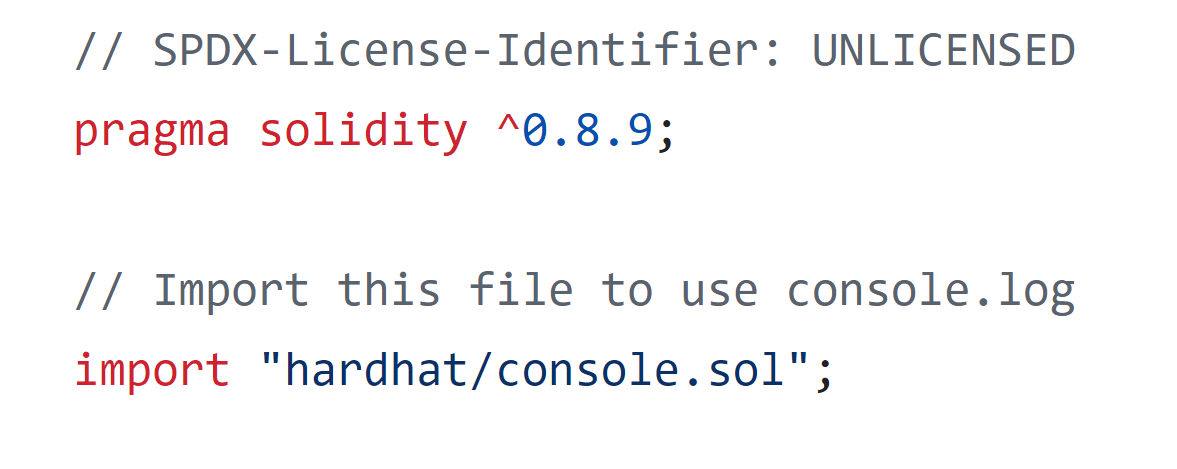 // SPDX-License-Identifier: UNLICENSED
pragma solidity ^0.8.9;
// Import this file to use console.log
import "hardhat/console.sol";